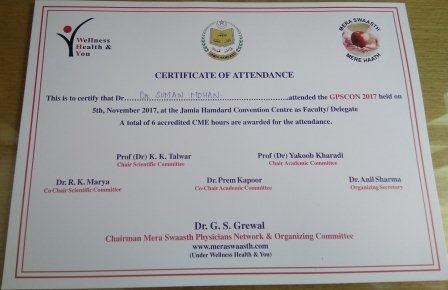 Wellness
Health &
You
JAMIA HAMDARD
MERA SWAASTH
MERE HAATH
CERTIFICATE OF ATTENDANCE
This is to certify that Dr....DR SUMAN MOHAN....attended the GPSCON 2017 held on
5th, November 2017, at the Jamia Hamdard Convention Centre as Faculty/ Delegate
A total of 6 accredited CME hours are awarded for the attendance.
Prof (Dr) K. K. Talwar
Chair Scientific Committee
Prof (Dr) Yakoob Kharadi
Chair Academic Committee
Dr. R. K. Marya
Co-Chair Scientific Committee
Dr. Prem Kapoor
Co-Chair Academic Committee
Dr. Anil Sharma
Organizing Secretary
Dr. G. S. Grewal
Chairman Mera Swaasth Physicians Network & Organizing Committee
www.meraswaasth.com
(Under Wellness Health & You)